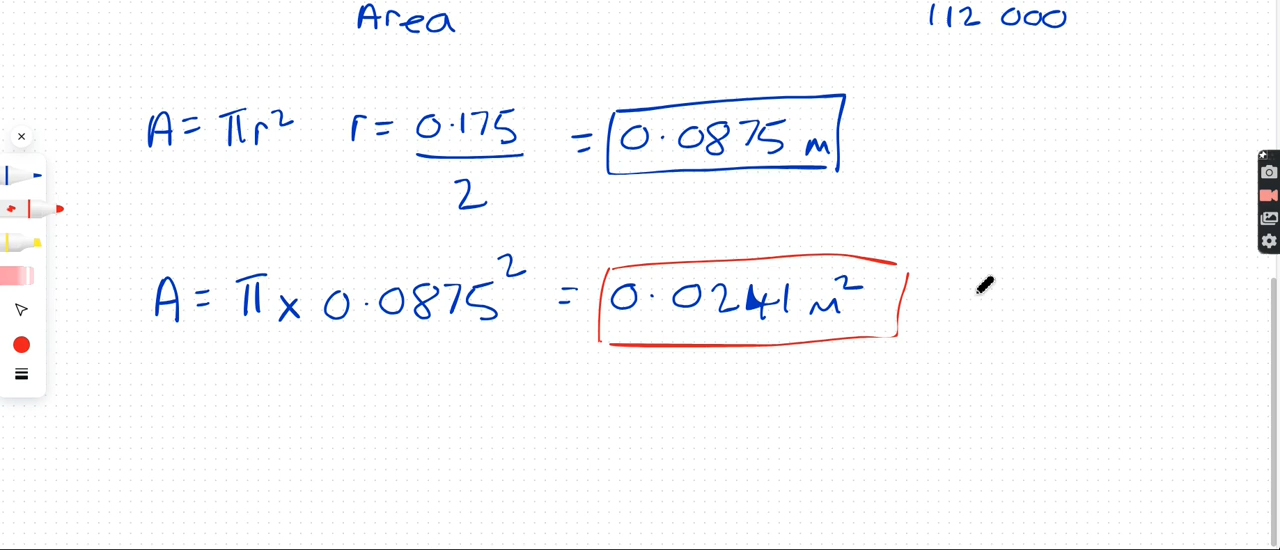 Area 112 000
A = πr² r = 0.175/2 = 0.0875 m
A = π x 0.0875² = 0.0241 m²